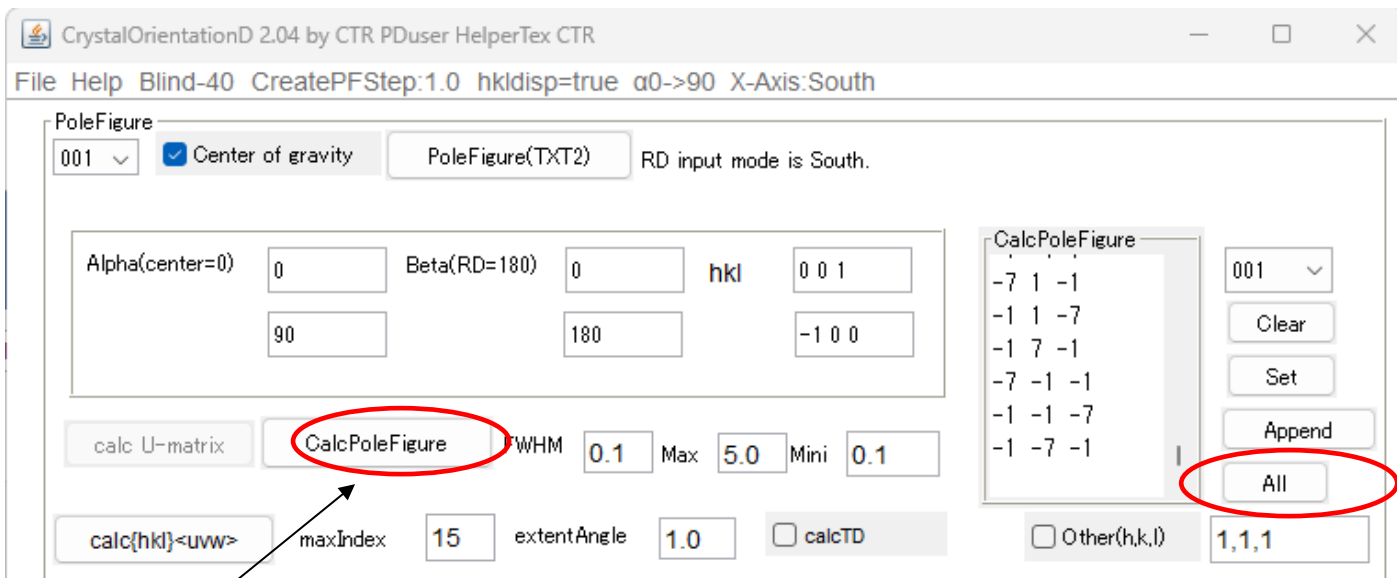 CrystalOrientationD 2.04 by CTR PDuser HelperTex CTR
File Help Blind-40 CreatePFStep:1.0 hkldisp=true α0->90 X-Axis:South
PoleFigure
001 Center of gravity PoleFigure(TXT2) RD input mode is South.
CalcPoleFigure
Alpha(center=0) 0 Beta(RD=180) 0 hkl 0 0 1
001
-7 1 -1
-1 1 -7
Clear
90 180 -1 0 0
-1 7 -1
-7 -1 -1
Set
-1 -1 -7
Append
calc U-matrix CalcPoleFigure FWHM 0.1 Max 5.0 Mini 0.1
-1 -7 -1
All
calc{hkl}<uvw> maxIndex 15 extentAngle 1.0 calcTD Other(h,k,l) 1,1,1